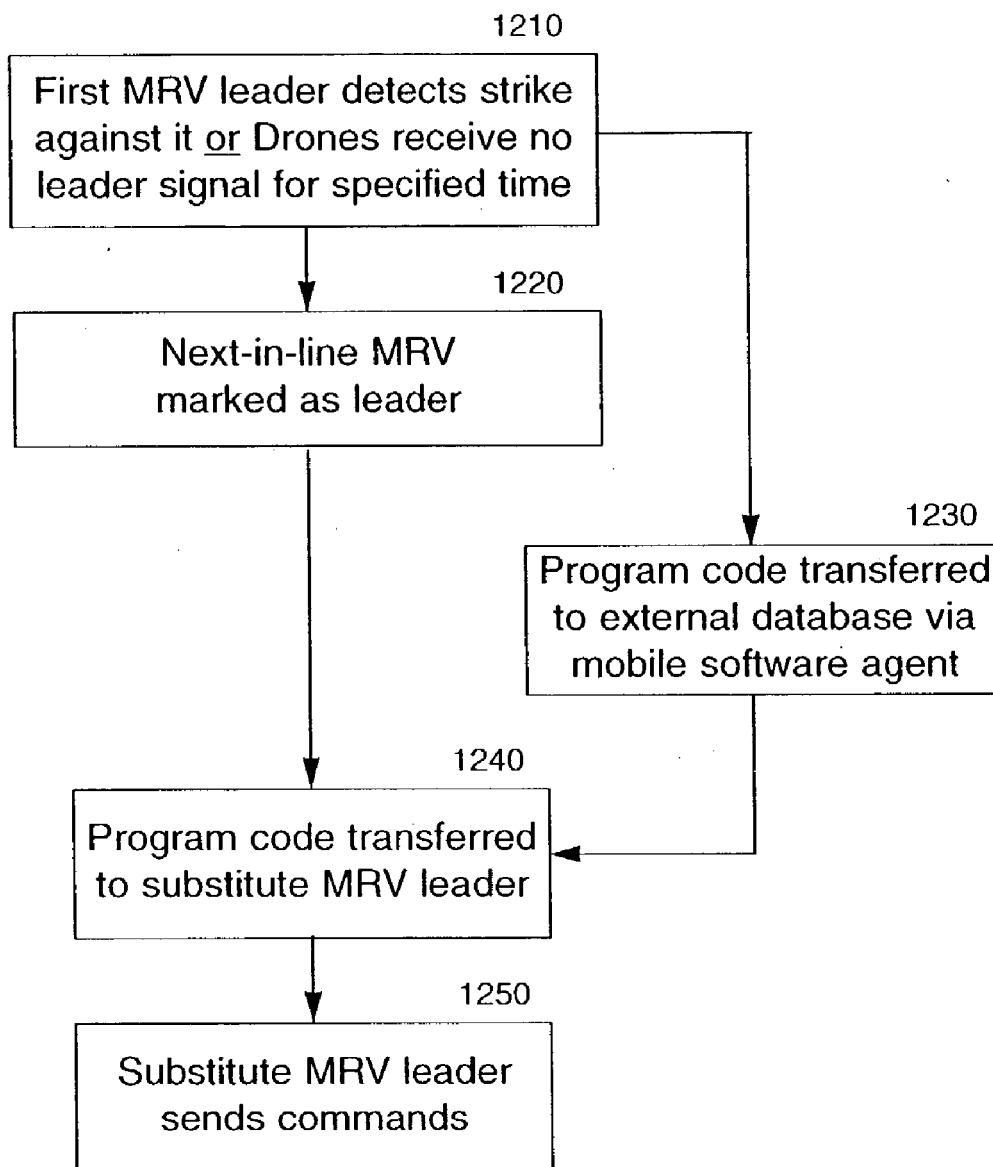 1210
First MRV leader detects strike
against it or Drones receive no
leader signal for specified time
1220
Next-in-line MRV
marked as leader
1230
Program code transferred
to external database via
mobile software agent
1240
Program code transferred
to substitute MRV leader
1250
Substitute MRV leader
sends commands